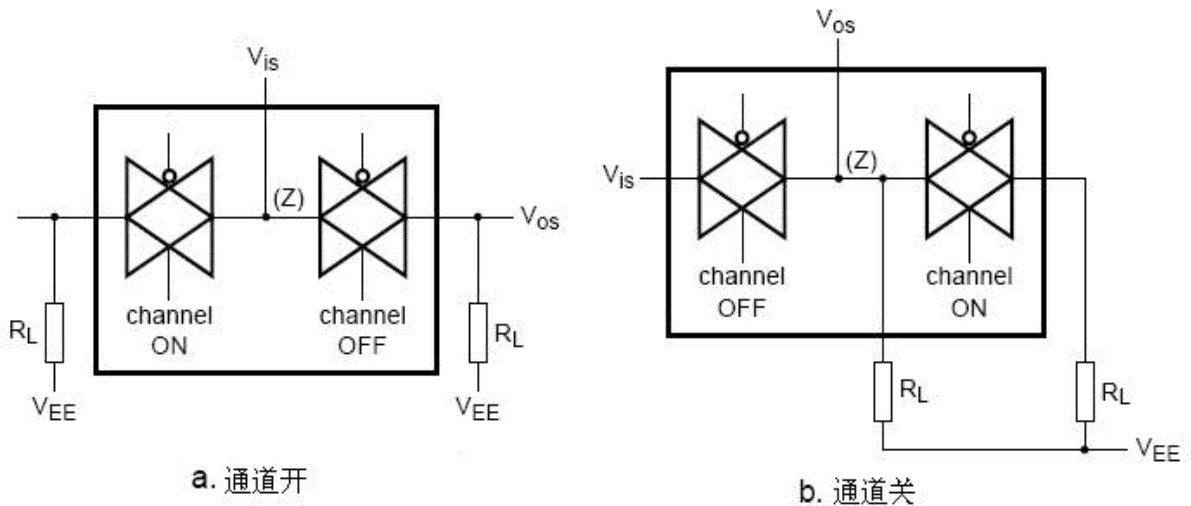 Vis
(Z)
Vos
channel
ON
channel
OFF
RL
RL
VEE
VEE
a. 通道开
Vos
Vis
(Z)
channel
OFF
channel
ON
RL
RL
VEE
b. 通道关